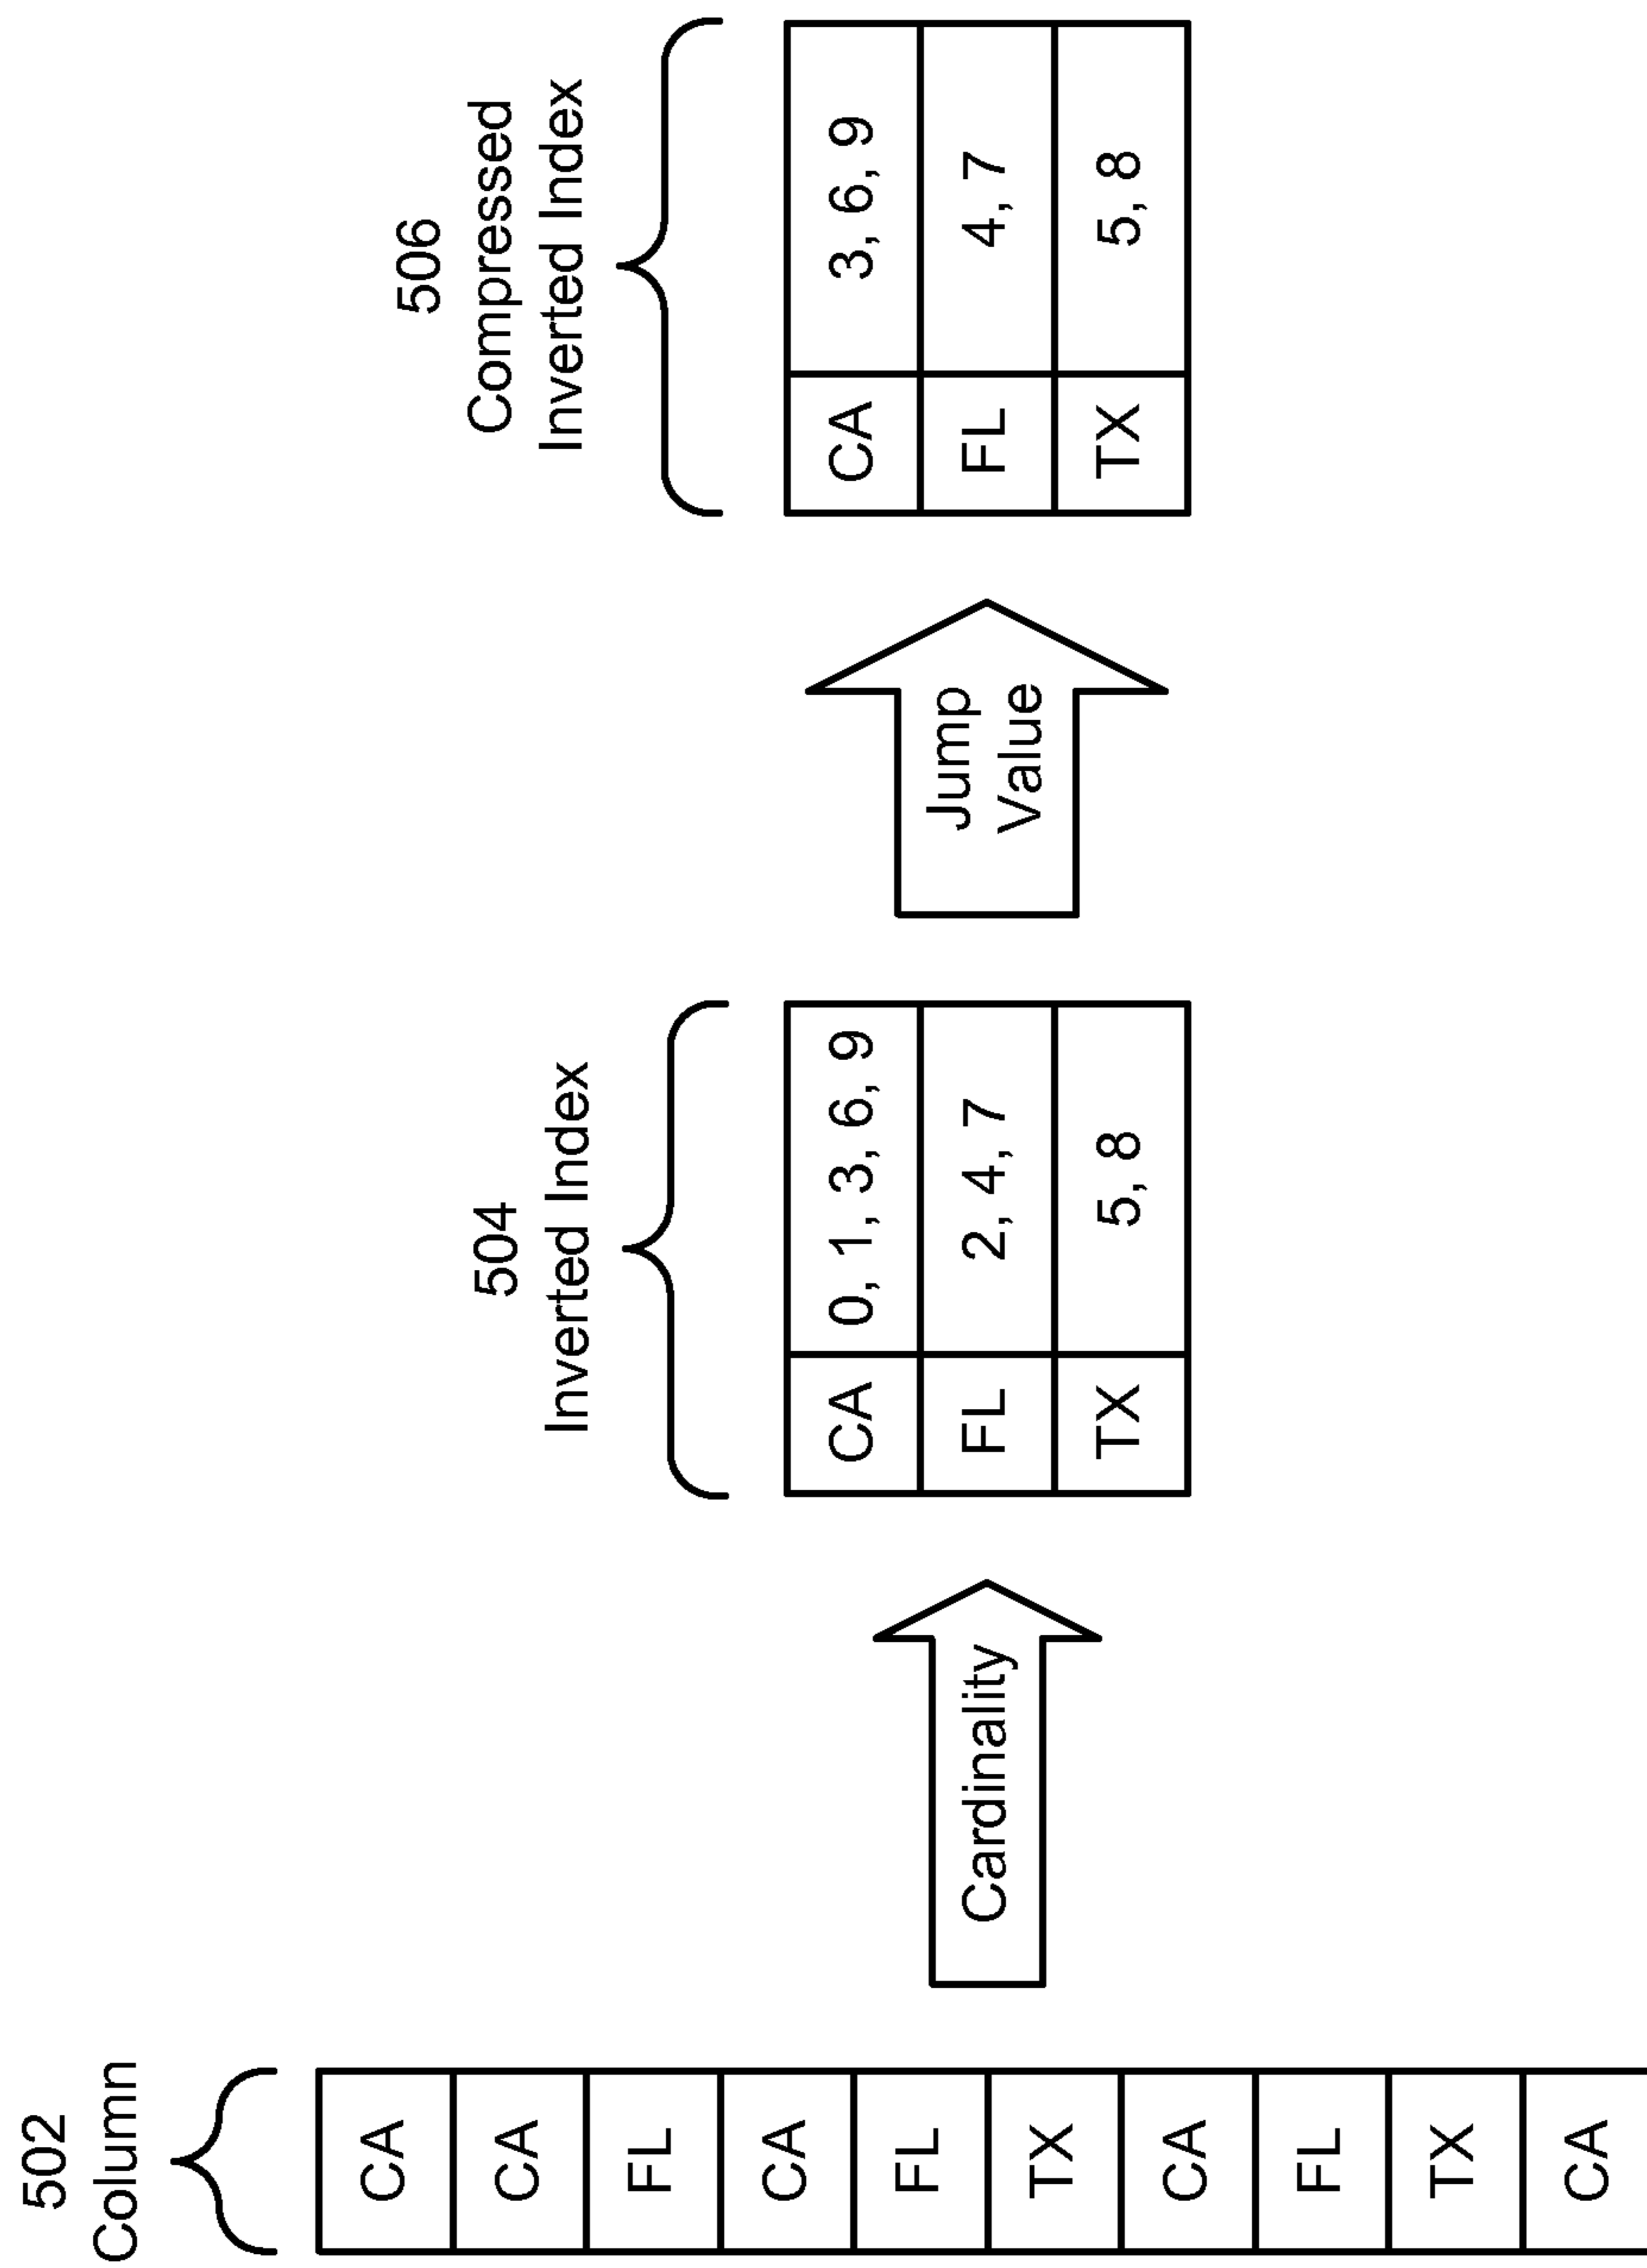 502
Column
CA
CA
FL
CA
FL
TX
CA
FL
TX
CA
Cardinality
504
Inverted Index
CA 0, 1, 3, 6, 9
FL 2, 4, 7
TX 5, 8
Jump
Value
506
Compressed
Inverted Index
CA 3, 6, 9
FL 4, 7
TX 5, 8